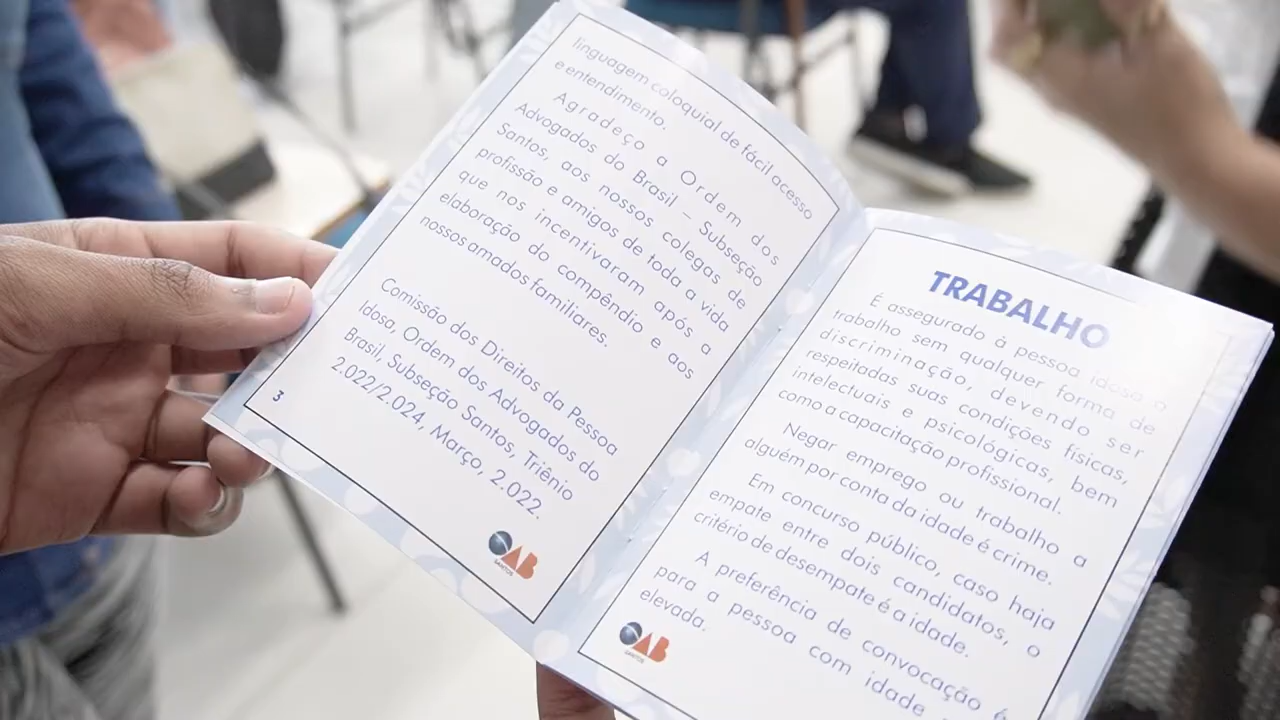 linguagem coloquial de fácil acesso
e entendimento.
Agradeço a Ordem dos
Advogados do Brasil – Subseção
Santos, aos nossos colegas de
profissão e amigos de toda a vida
que nos incentivaram após a
elaboração do compêndio e aos
nossos amados familiares.
Comissão dos Direitos da Pessoa
Idosa, Ordem dos Advogados do
Brasil, Subseção Santos, Triênio
2.022/2.024, Março, 2.022.
3
OAB
SANTOS
TRABALHO
É assegurado à pessoa idosa o
trabalho sem qualquer forma de
discriminação, devendo ser
respeitadas suas condições físicas,
intelectuais e psicológicas, bem
como a capacitação profissional.
Negar emprego ou trabalho a
alguém por conta da idade é crime.
Em concurso público, caso haja
empate entre dois candidatos, o
critério de desempate é a idade.
A preferência de convocação é
para a pessoa com idade
elevada.
OAB
SANTOS